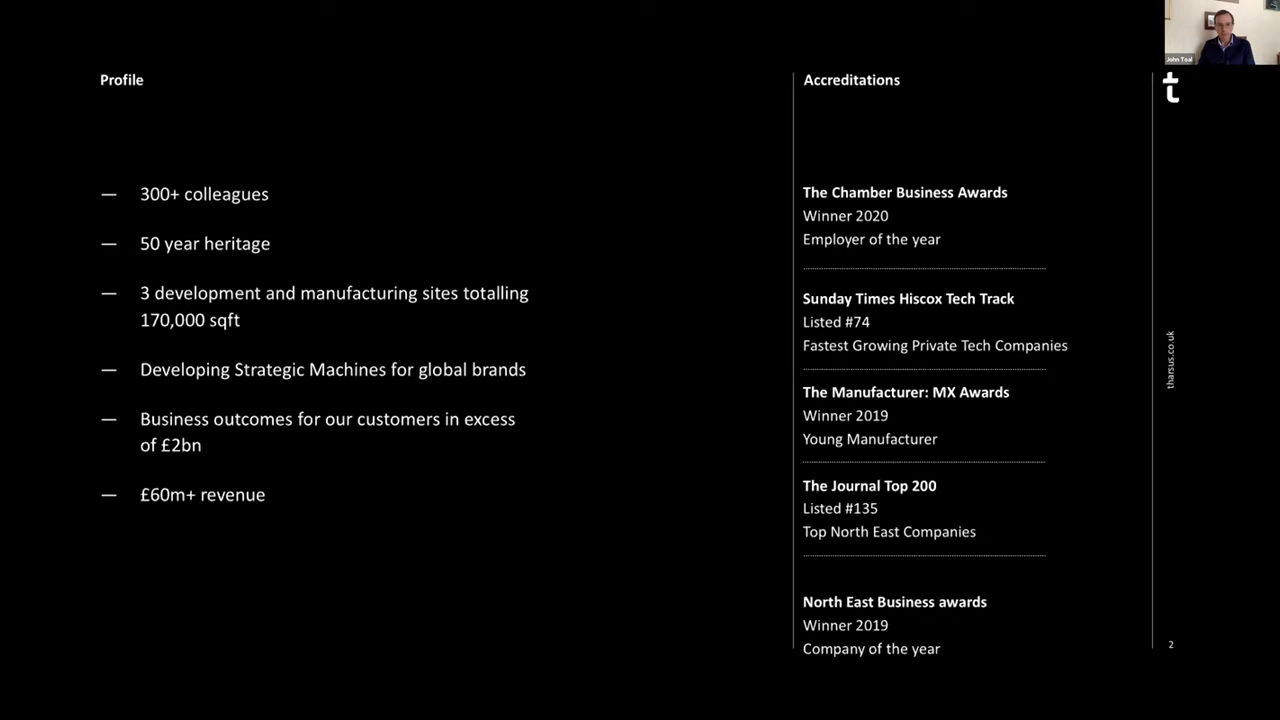 John Toal
Profile
— 300+ colleagues
— 50 year heritage
— 3 development and manufacturing sites totalling
170,000 sqft
— Developing Strategic Machines for global brands
— Business outcomes for our customers in excess
of £2bn
— £60m+ revenue
Accreditations
The Chamber Business Awards
Winner 2020
Employer of the year
Sunday Times Hiscox Tech Track
Listed #74
Fastest Growing Private Tech Companies
The Manufacturer: MX Awards
Winner 2019
Young Manufacturer
The Journal Top 200
Listed #135
Top North East Companies
North East Business awards
Winner 2019
Company of the year
t
tharsus.co.uk
2